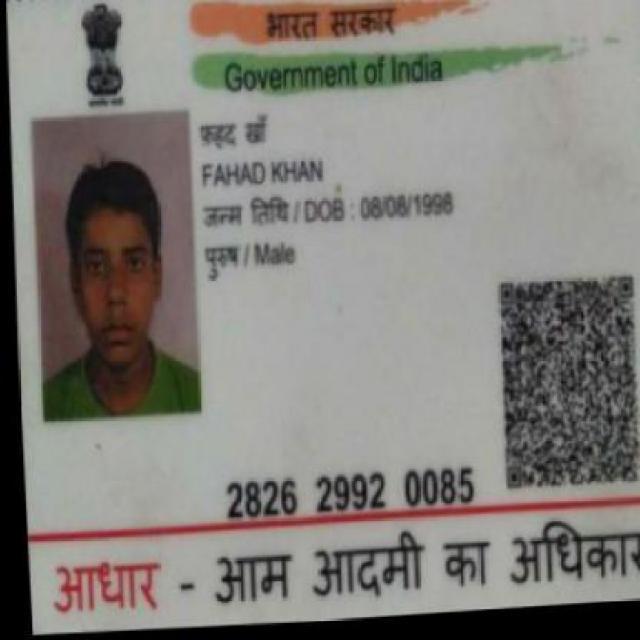 भारत सरकार
Government of India
फहद खाँ
FAHAD KHAN
जन्म तिथि / DOB : 08/08/1998
पुरुष / Male
2826 2992 0085
आधार - आम आदमी का अधिकार